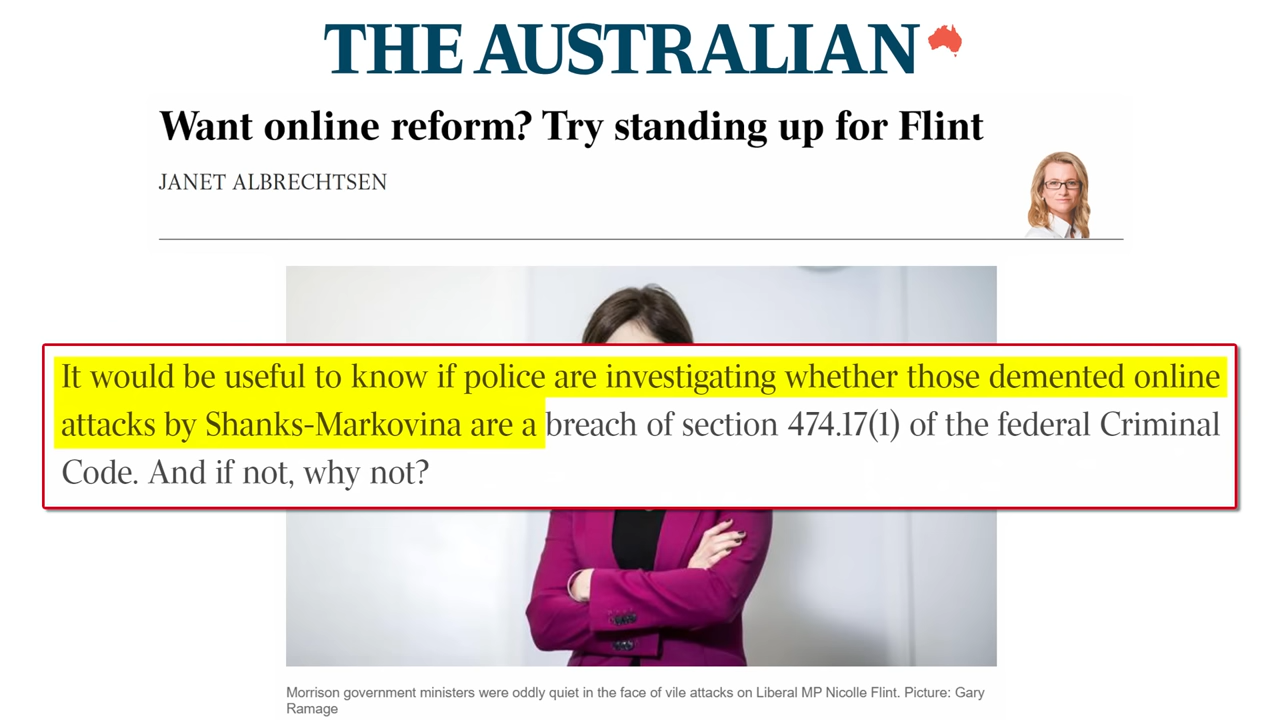 THE AUSTRALIAN
Want online reform? Try standing up for Flint
JANET ALBRECHTSEN
It would be useful to know if police are investigating whether those demented online
attacks by Shanks-Markovina are a breach of section 474.17(1) of the federal Criminal
Code. And if not, why not?
Morrison government ministers were oddly quiet in the face of vile attacks on Liberal MP Nicolle Flint. Picture: Gary
Ramage